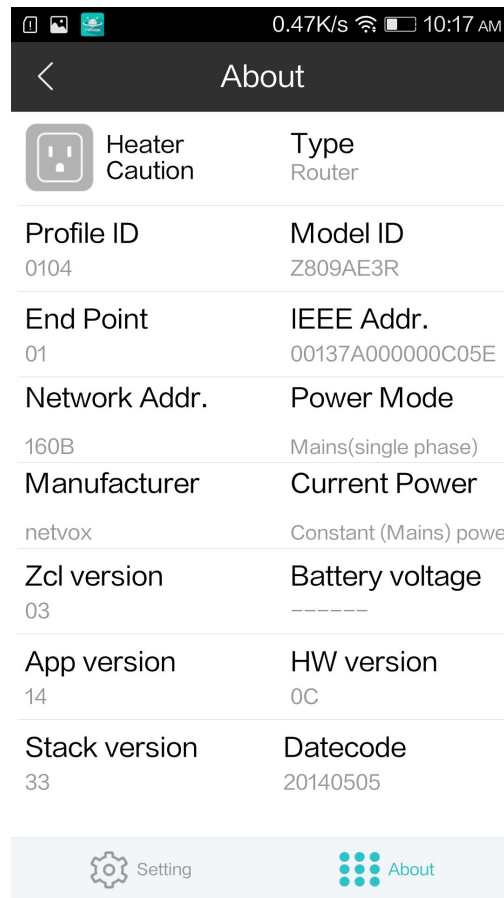 0.47K/s 10:17 AM
About
Heater
Caution
Type
Router
Profile ID
Model ID
0104
Z809AE3R
End Point
IEEE Addr.
01
00137A000000C05E
Network Addr.
Power Mode
160B
Mains(single phase)
Manufacturer
Current Power
netvox
Constant (Mains) powe
Zcl version
Battery voltage
03
------
App version
HW version
14
0C
Stack version
Datecode
33
20140505
Setting
About